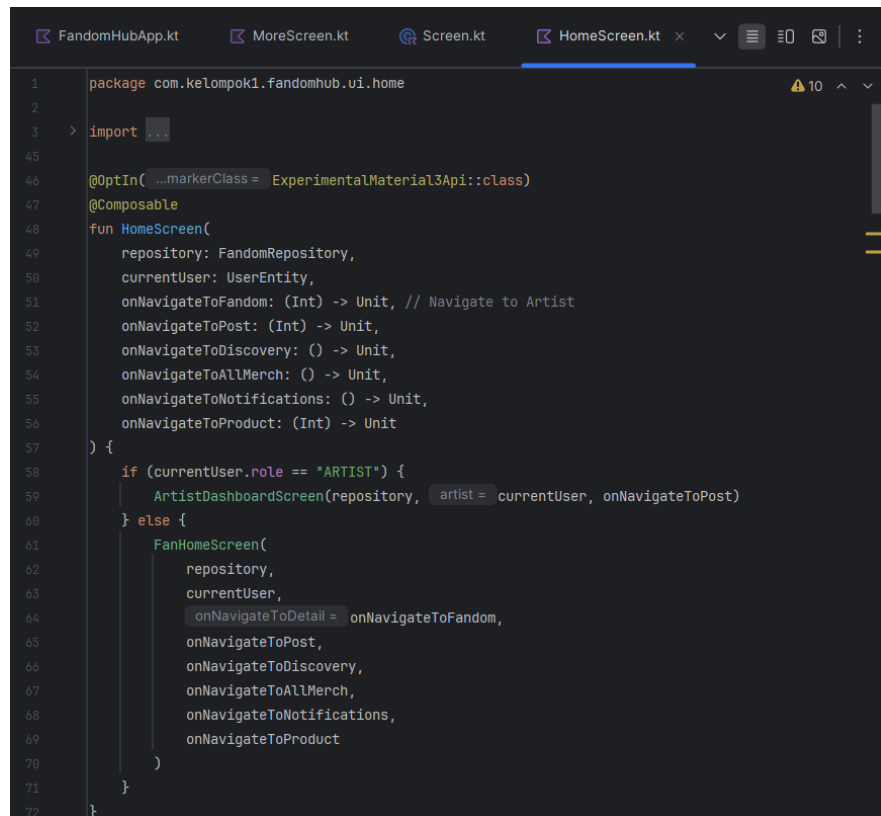 FandomHubApp.kt MoreScreen.kt Screen.kt HomeScreen.kt
1 package com.kelompok1.fandomhub.ui.home 10
2
3 import ...
45
46 @OptIn( ...markerClass = ExperimentalMaterial3Api::class)
47 @Composable
48 fun HomeScreen(
49 repository: FandomRepository,
50 currentUser: UserEntity,
51 onNavigateToFandom: (Int) -> Unit, // Navigate to Artist
52 onNavigateToPost: (Int) -> Unit,
53 onNavigateToDiscovery: () -> Unit,
54 onNavigateToAllMerch: () -> Unit,
55 onNavigateToNotifications: () -> Unit,
56 onNavigateToProduct: (Int) -> Unit
57 ) {
58 if (currentUser.role == "ARTIST") {
59 ArtistDashboardScreen(repository, artist = currentUser, onNavigateToPost)
60 } else {
61 FanHomeScreen(
62 repository,
63 currentUser,
64 onNavigateToDetail = onNavigateToFandom,
65 onNavigateToPost,
66 onNavigateToDiscovery,
67 onNavigateToAllMerch,
68 onNavigateToNotifications,
69 onNavigateToProduct
70 )
71 }
72 }